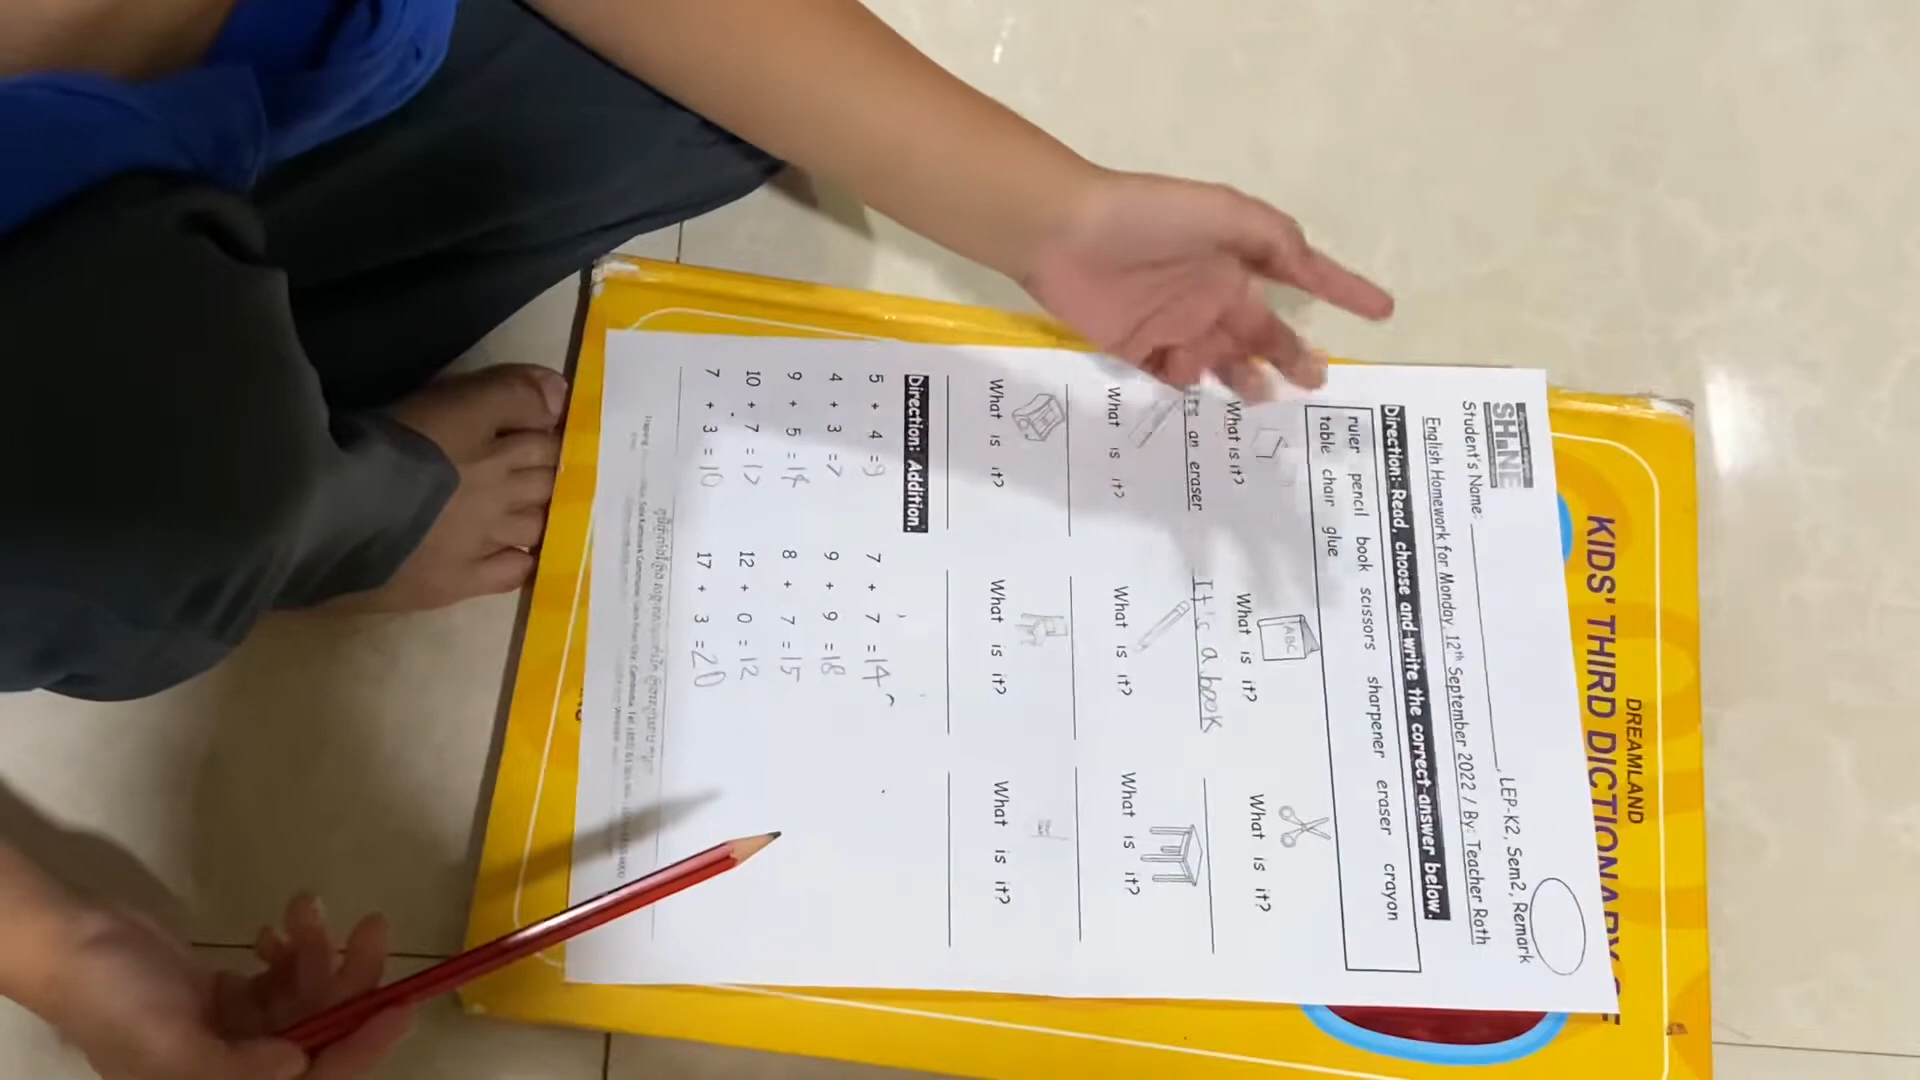 DREAMLAND
KIDS' THIRD DICTIONARY
SHINE
Student's Name: , LEP-K2, Sem2, Remark
English Homework for Monday, 12th September 2022 / By: Teacher Roth
Direction: Read, choose and write the correct answer below.
ruler pencil book scissors sharpener eraser crayon
table chair glue
What is it? What is it? What is it?
ABC
an eraser It's a book
What is it? What is it? What is it?
What is it? What is it? What is it?
Direction: Addition.
5 + 4 = 9 7 + 7 = 14
4 + 3 = 7 9 + 9 = 18
9 + 5 = 14 8 + 7 = 15
10 + 7 = 17 12 + 0 = 12
7 + 3 = 10 17 + 3 = 20